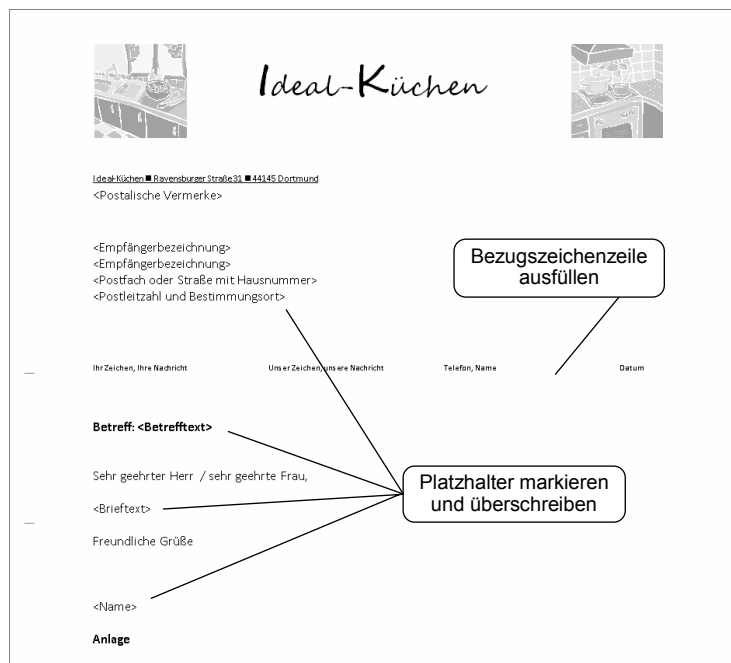 Ideal-Küchen
Ideal-Küchen ■ Ravensburger Straße 31 ■ 44145 Dortmund
<Postalische Vermerke>
<Empfängerbezeichnung>
<Empfängerbezeichnung>
<Postfach oder Straße mit Hausnummer>
<Postleitzahl und Bestimmungsort>
Bezugszeichenzeile
ausfüllen
Ihr Zeichen, Ihre Nachricht Unser Zeichen, unsere Nachricht Telefon, Name Datum
Betreff: <Betrefftext>
Sehr geehrter Herr / sehr geehrte Frau,
<Brieftext>
Platzhalter markieren
und überschreiben
Freundliche Grüße
<Name>
Anlage